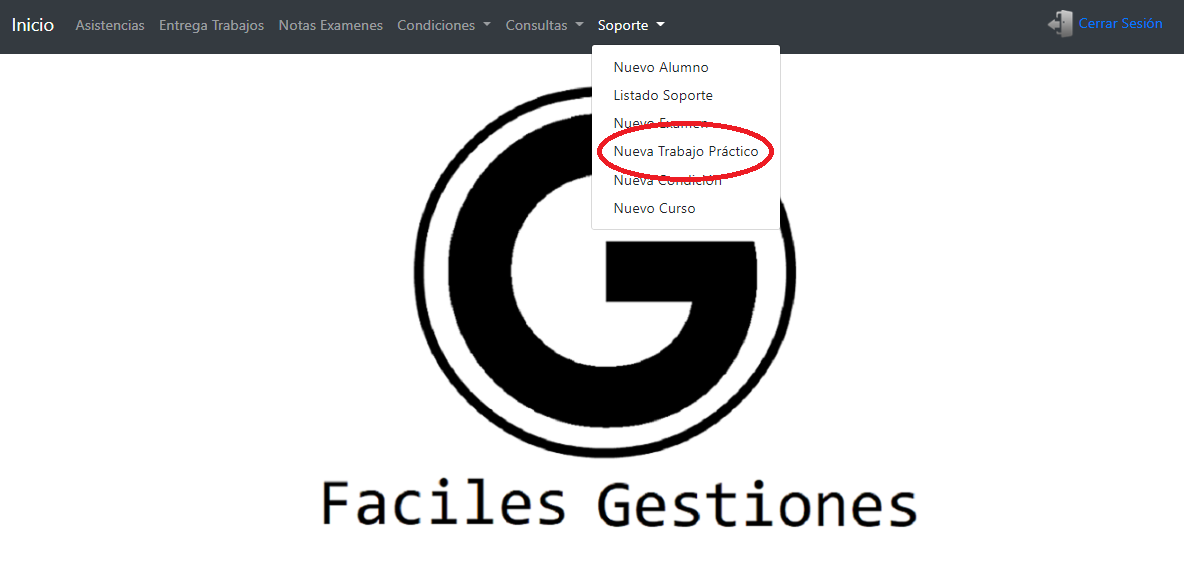 Inicio Asistencias Entrega Trabajos Notas Examenes Condiciones Consultas Soporte Cerrar Sesión
Nuevo Alumno
Listado Soporte
Nuevo Examen
Nueva Trabajo Práctico
Nueva Condición
Nuevo Curso
G
Faciles Gestiones